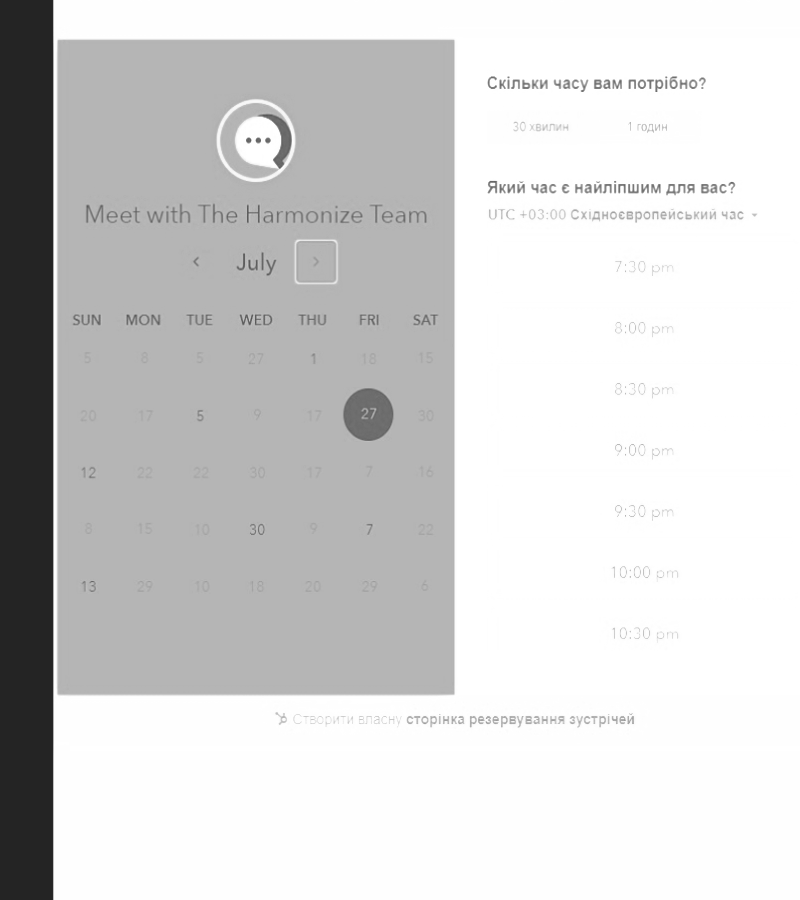 Meet with The Harmonize Team
July
SUN MON TUE WED THU FRI SAT
5 8 5 27 1 18 15
20 17 5 9 17 27 30
12 22 22 30 17 7 16
8 15 10 30 9 7 22
13 29 10 18 20 29 6
Скільки часу вам потрібно?
30 хвилин 1 годин
Який час є найліпшим для вас?
UTC +03:00 Східноєвропейський час
7:30 pm
8:00 pm
8:30 pm
9:00 pm
9:30 pm
10:00 pm
10:30 pm
Створити власну сторінка резервування зустрічей